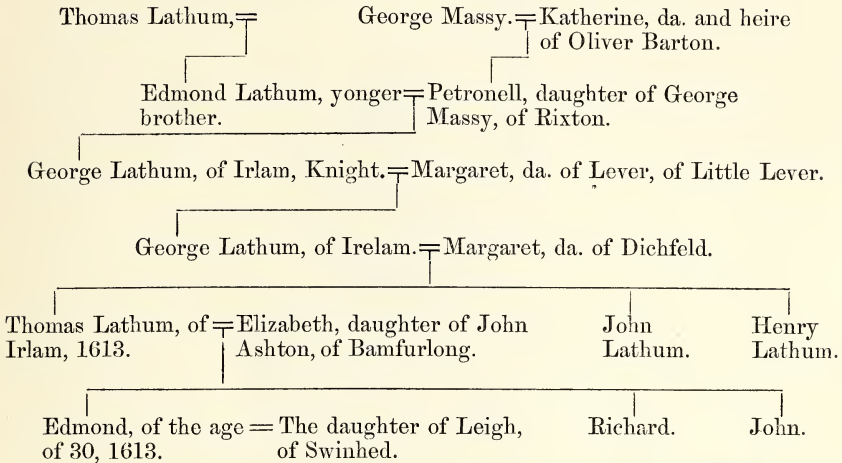 Thomas Lathum,
George Massy. Katherine, da. and heire
of Oliver Barton.
Edmond Lathum, yonger
brother.
Petronell, daughter of George
Massy, of Rixton.
George Lathum, of Irlam, Knight. Margaret, da. of Lever, of Little Lever.
George Lathum, of Irelam. Margaret, da. of Dichfeld.
Thomas Lathum, of
Irlam, 1613.
Elizabeth, daughter of John
Ashton, of Bamfurlong.
John
Lathum.
Henry
Lathum.
Edmond, of the age = The daughter of Leigh,
of 30, 1613.
of Swinhed.
Richard.
John.